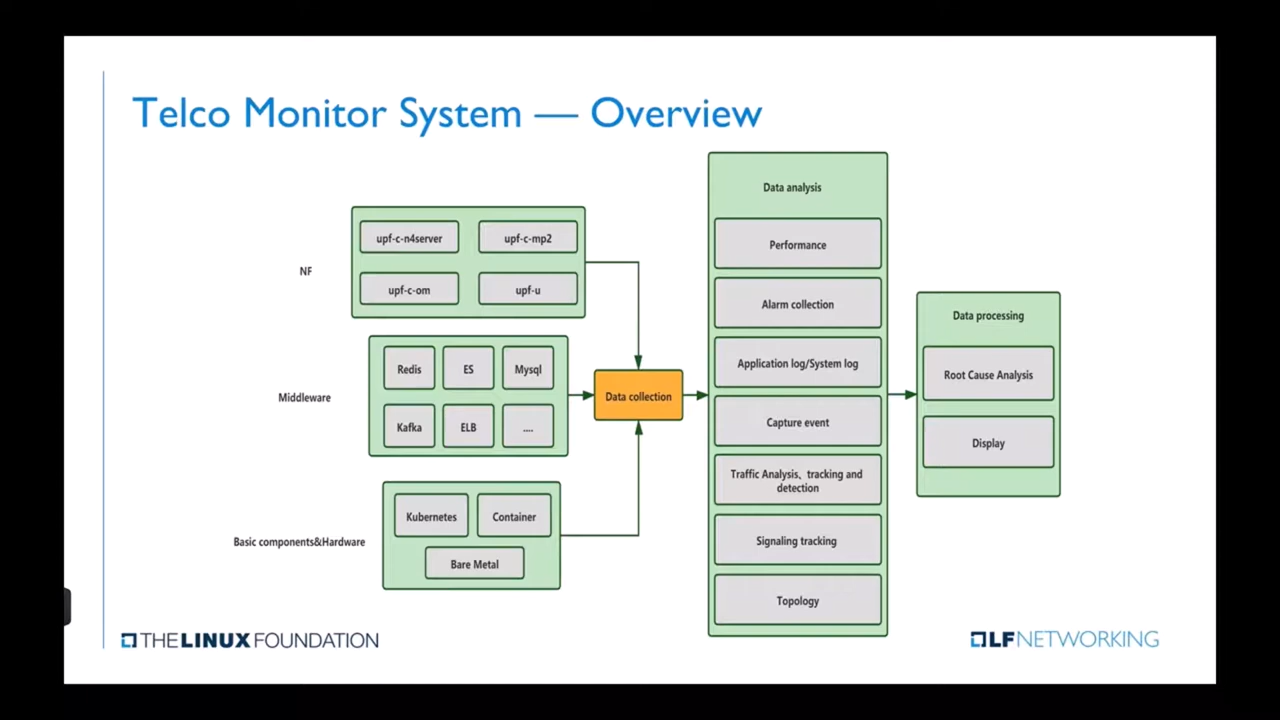 Telco Monitor System — Overview
NF
upf-c-n4server
upf-c-mp2
upf-c-om
upf-u
Middleware
Redis
ES
Mysql
Kafka
ELB
....
Basic components&Hardware
Kubernetes
Container
Bare Metal
Data collection
Data analysis
Performance
Alarm collection
Application log/System log
Capture event
Traffic Analysis、tracking and
detection
Signaling tracking
Topology
Data processing
Root Cause Analysis
Display
THE LINUX FOUNDATION
LFNETWORKING